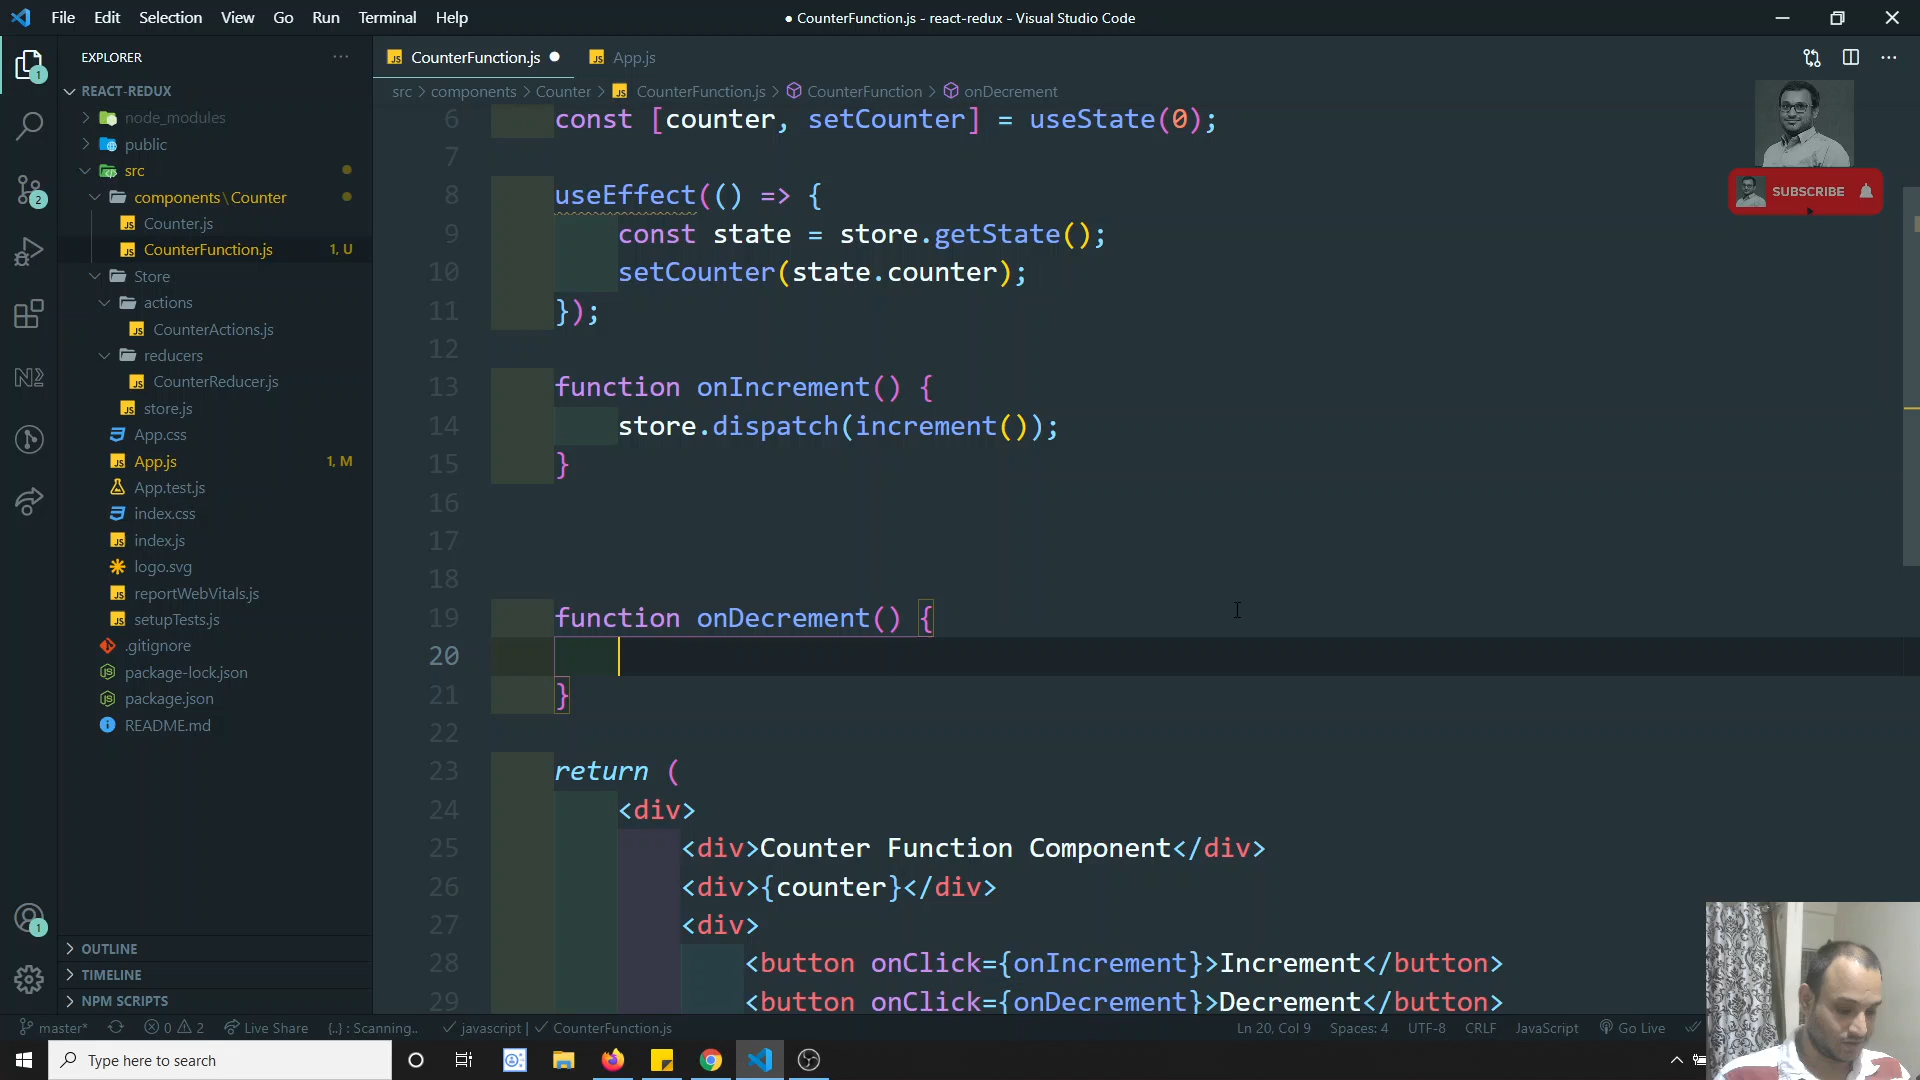 File Edit Selection View Go Run Terminal Help
● CounterFunction.js - react-redux - Visual Studio Code
EXPLORER
CounterFunction.js ●
App.js
src > components > Counter > CounterFunction.js > CounterFunction > onDecrement
REACT-REDUX
node_modules
public
src
components\Counter
Counter.js
CounterFunction.js 1, U
Store
actions
CounterActions.js
reducers
CounterReducer.js
store.js
App.css
App.js 1, M
App.test.js
index.css
index.js
logo.svg
reportWebVitals.js
setupTests.js
.gitignore
package-lock.json
package.json
README.md
OUTLINE
TIMELINE
NPM SCRIPTS
6 const [counter, setCounter] = useState(0);
7
8 useEffect(() => {
9 const state = store.getState();
10 setCounter(state.counter);
11 });
12
13 function onIncrement() {
14 store.dispatch(increment());
15 }
16
17
18
19 function onDecrement() {
20
21 }
22
23 return (
24 <div>
25 <div>Counter Function Component</div>
26 <div>{counter}</div>
27 <div>
28 <button onClick={onIncrement}>Increment</button>
29 <button onClick={onDecrement}>Decrement</button>
SUBSCRIBE
1
2
1
master* 0 2 Live Share {..} : Scanning.. javascript | CounterFunction.js
Ln 20, Col 9 Spaces: 4 UTF-8 CRLF JavaScript Go Live
Type here to search